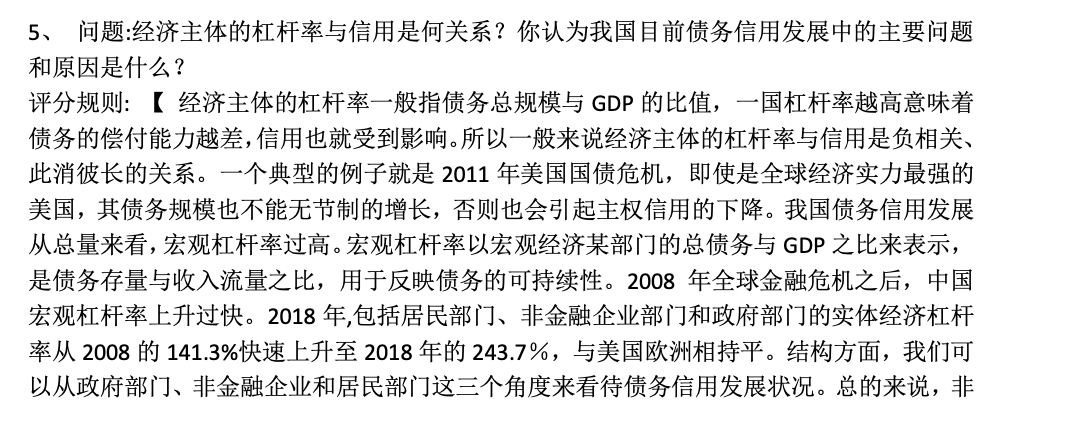 5、 问题:经济主体的杠杆率与信用是何关系？你认为我国目前债务信用发展中的主要问题
和原因是什么？
评分规则: 【 经济主体的杠杆率一般指债务总规模与 GDP 的比值，一国杠杆率越高意味着
债务的偿付能力越差,信用也就受到影响。所以一般来说经济主体的杠杆率与信用是负相关、
此消彼长的关系。一个典型的例子就是 2011 年美国国债危机，即使是全球经济实力最强的
美国，其债务规模也不能无节制的增长，否则也会引起主权信用的下降。我国债务信用发展
从总量来看,宏观杠杆率过高。宏观杠杆率以宏观经济某部门的总债务与 GDP 之比来表示，
是债务存量与收入流量之比，用于反映债务的可持续性。2008 年全球金融危机之后，中国
宏观杠杆率上升过快。2018 年,包括居民部门、非金融企业部门和政府部门的实体经济杠杆
率从 2008 的 141.3%快速上升至 2018 年的 243.7％，与美国欧洲相持平。结构方面，我们可
以从政府部门、非金融企业和居民部门这三个角度来看待债务信用发展状况。总的来说，非